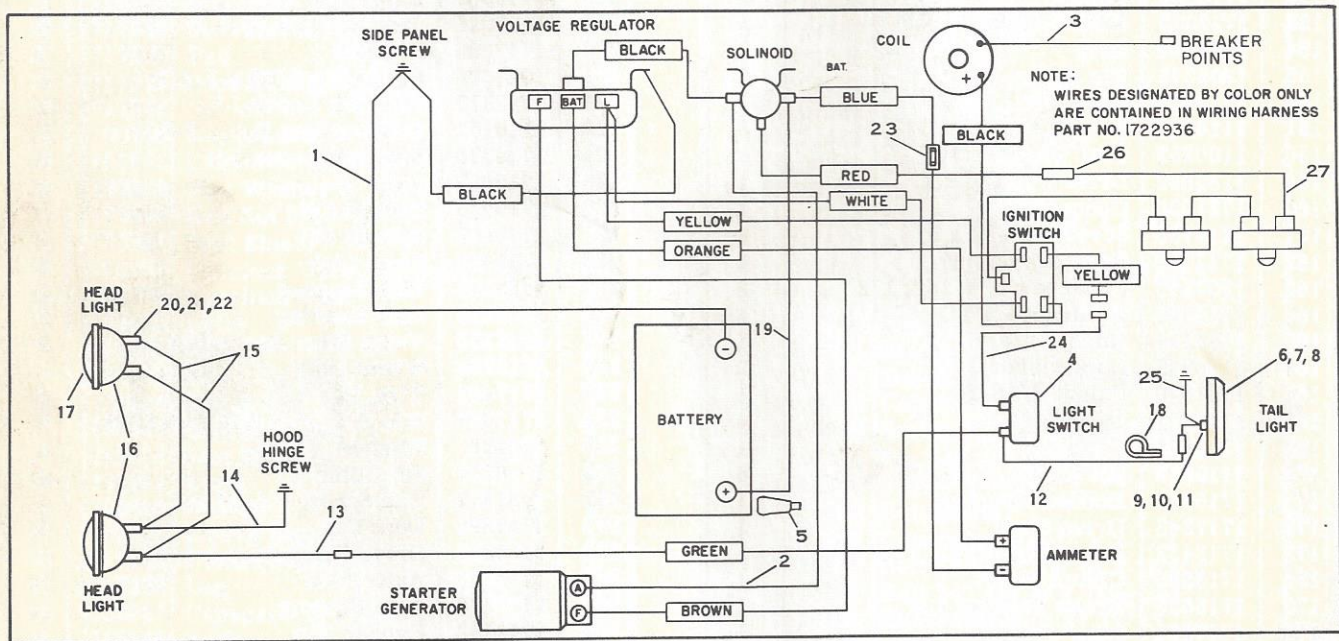 VOLTAGE REGULATOR
SIDE PANEL
SCREW
BLACK
SOLINOID
BAT.
COIL
+
3
BREAKER
POINTS
NOTE:
WIRES DESIGNATED BY COLOR ONLY
ARE CONTAINED IN WIRING HARNESS
PART NO. 1722936
F
BAT
L
BLUE
23
BLACK
1
26
RED
27
BLACK
WHITE
YELLOW
IGNITION
SWITCH
ORANGE
YELLOW
HEAD
LIGHT
20,21,22
15
19
24
4
6,7,8
25
17
−
BATTERY
LIGHT
SWITCH
18
TAIL
LIGHT
16
HOOD
HINGE
SCREW
14
+
12
9, 10, 11
13
5
GREEN
2
+
−
AMMETER
HEAD
LIGHT
STARTER
GENERATOR
A
F
BROWN